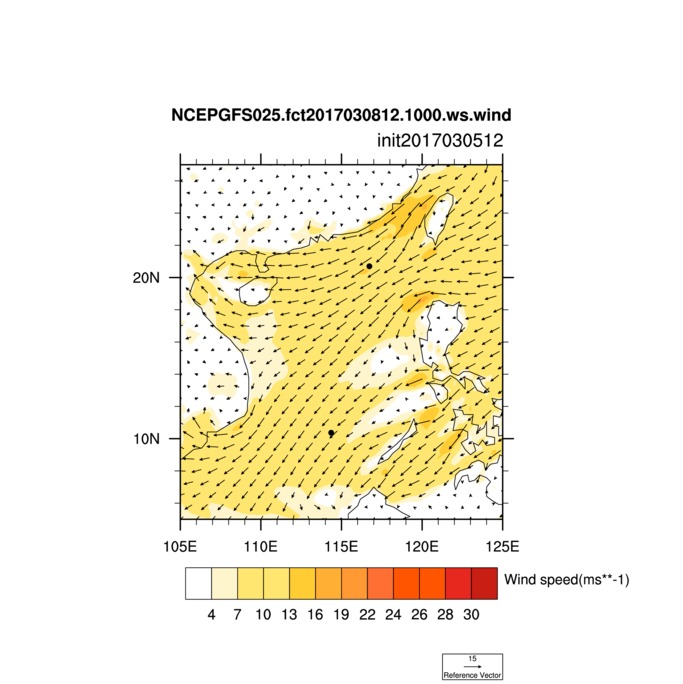 NCEPGFS025.fct2017030812.1000.ws.wind
init2017030512
20N
10N
105E 110E 115E 120E 125E
Wind speed(ms**-1)
4 7 10 13 16 19 22 24 26 28 30
15
Reference Vector